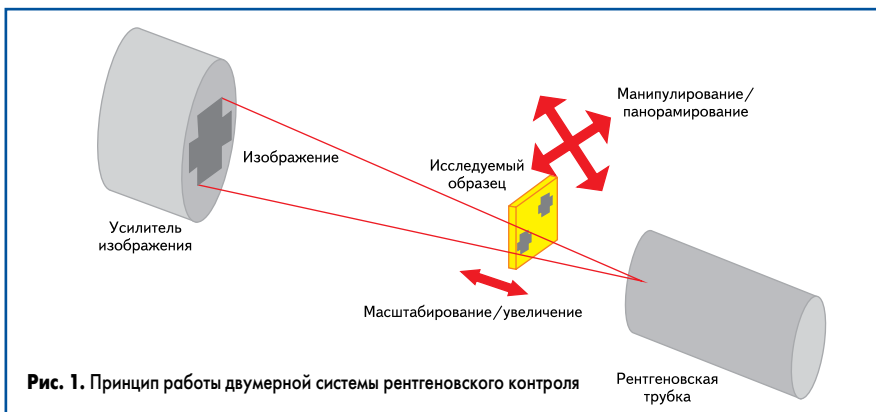 Манипулирование/
панорамирование
Изображение
Исследуемый
образец
Усилитель
изображения
Масштабирование/увеличение
Рентгеновская
трубка
Рис. 1. Принцип работы двумерной системы рентгеновского контроля